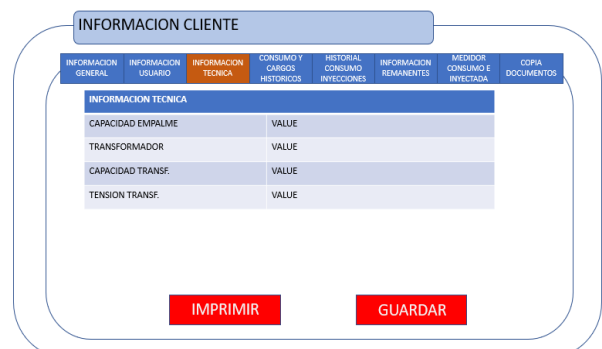 INFORMACION CLIENTE
INFORMACION GENERAL
INFORMACION USUARIO
INFORMACION TECNICA
CONSUMO Y CARGOS HISTORICOS
HISTORIAL CONSUMO INYECCIONES
INFORMACION REMANENTES
MEDIDOR CONSUMO E INYECTADA
COPIA DOCUMENTOS
INFORMACION TECNICA
CAPACIDAD EMPALME VALUE
TRANSFORMADOR VALUE
CAPACIDAD TRANSF. VALUE
TENSION TRANSF. VALUE
IMPRIMIR GUARDAR